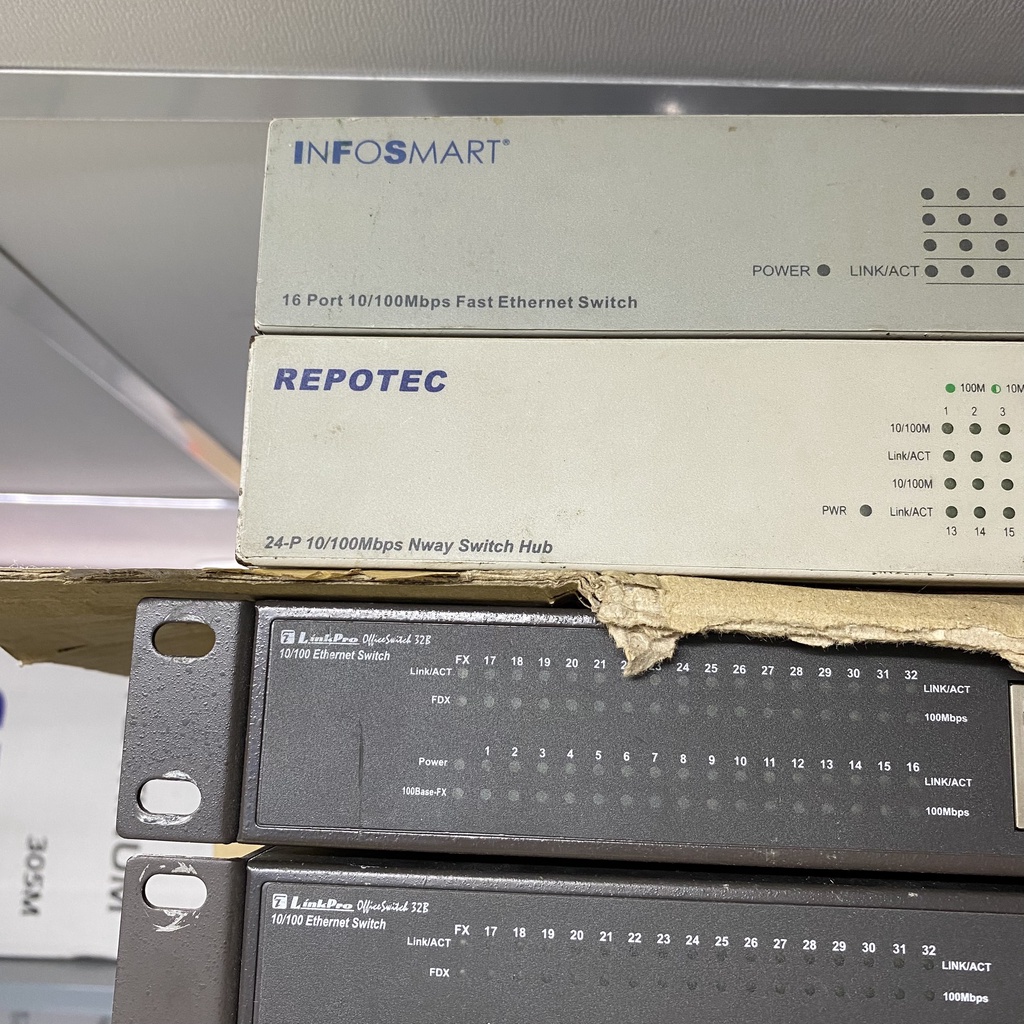 INFOSMART®
POWER LINK/ACT
16 Port 10/100Mbps Fast Ethernet Switch
REPOTEC
100M 10M
1 2 3
10/100M
Link/ACT
10/100M
PWR Link/ACT
13 14 15
24-P 10/100Mbps Nway Switch Hub
LinkPro OfficeSwitch 32B
10/100 Ethernet Switch
FX 17 18 19 20 21 24 25 26 27 28 29 30 31 32
Link/ACT LINK/ACT
FDX 100Mbps
1 2 3 4 5 6 7 8 9 10 11 12 13 14 15 16
Power LINK/ACT
100Base-FX 100Mbps
305M
LinkPro OfficeSwitch 32B
10/100 Ethernet Switch
FX 17 18 19 20 21 22 23 24 25 26 27 28 29 30 31 32
Link/ACT LINK/ACT
FDX 100Mbps